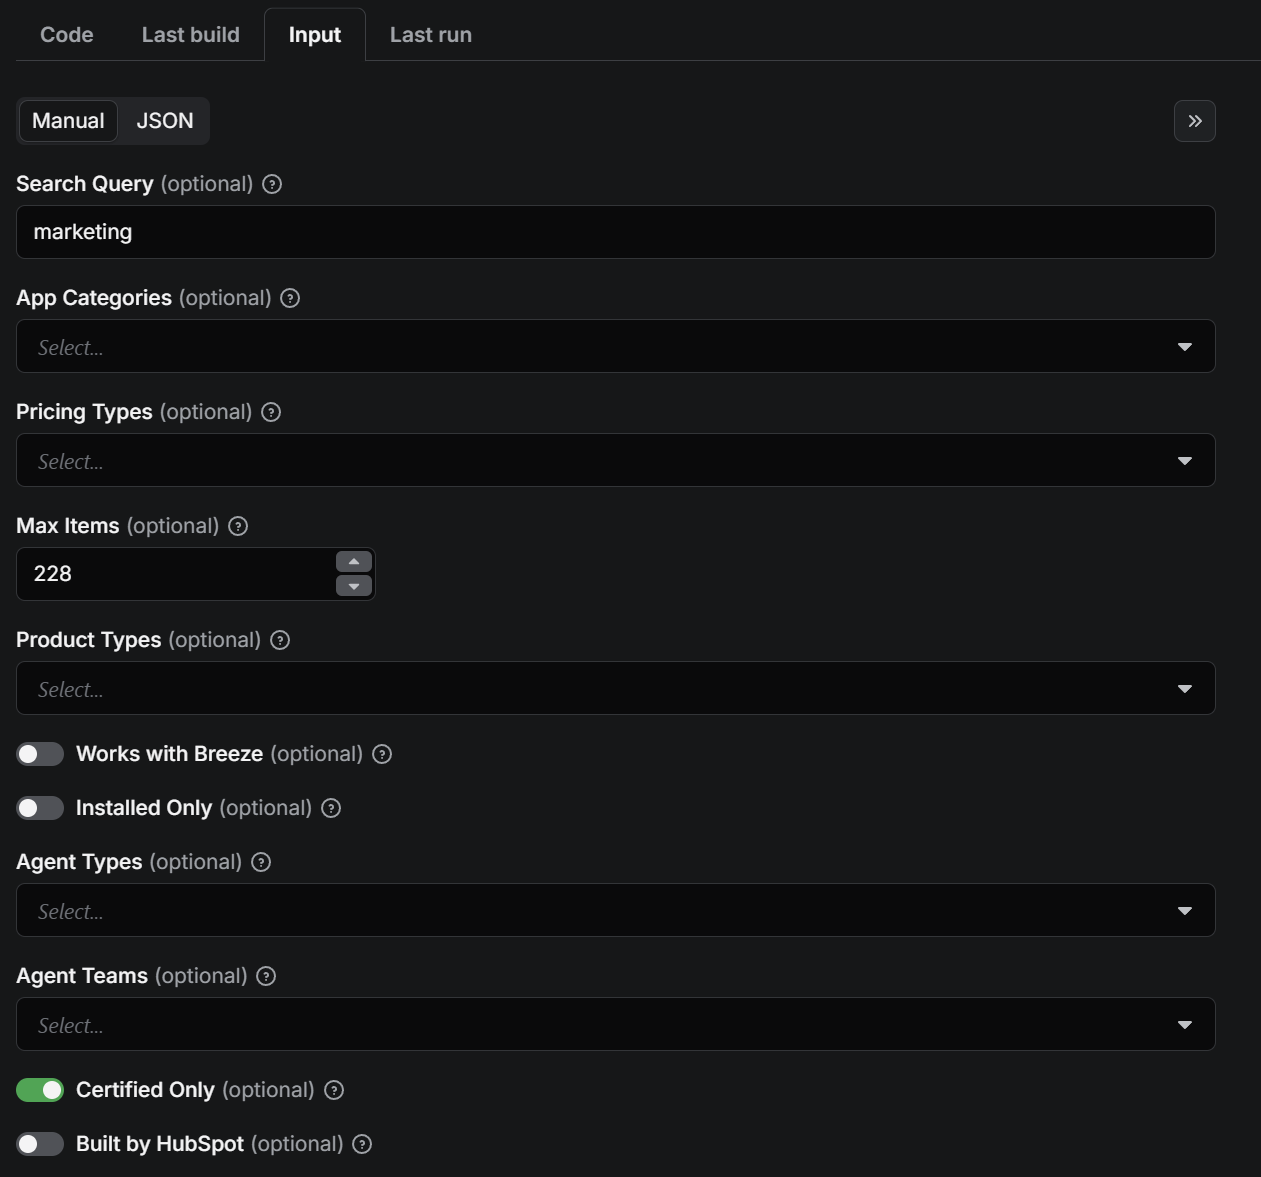 Code Last build Input Last run
Manual JSON
Search Query (optional) ?
marketing
App Categories (optional) ?
Select...
Pricing Types (optional) ?
Select...
Max Items (optional) ?
228
Product Types (optional) ?
Select...
Works with Breeze (optional) ?
Installed Only (optional) ?
Agent Types (optional) ?
Select...
Agent Teams (optional) ?
Select...
Certified Only (optional) ?
Built by HubSpot (optional) ?